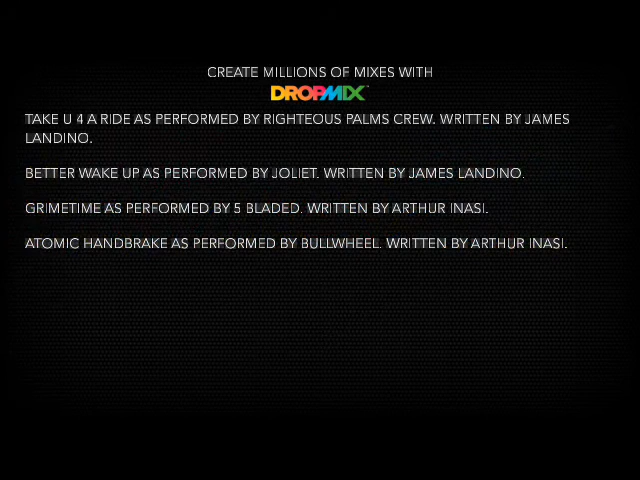 CREATE MILLIONS OF MIXES WITH
DROPMIX™
TAKE U 4 A RIDE AS PERFORMED BY RIGHTEOUS PALMS CREW. WRITTEN BY JAMES
LANDINO.
BETTER WAKE UP AS PERFORMED BY JOLIET. WRITTEN BY JAMES LANDINO.
GRIMETIME AS PERFORMED BY 5 BLADED. WRITTEN BY ARTHUR INASI.
ATOMIC HANDBRAKE AS PERFORMED BY BULLWHEEL. WRITTEN BY ARTHUR INASI.